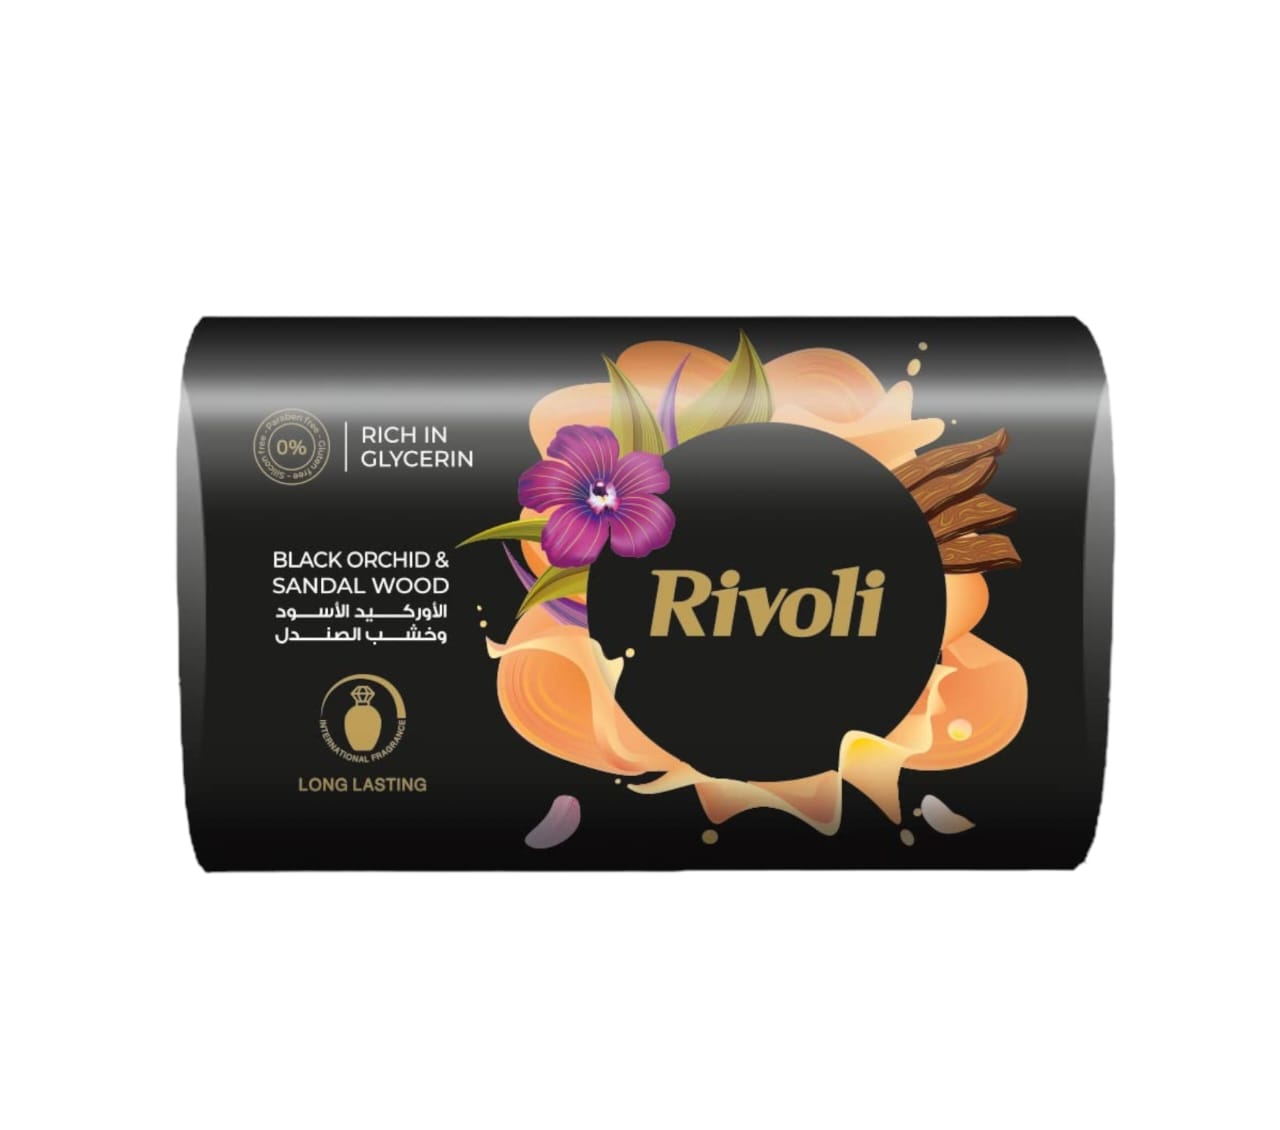 Paraben free - Gluten free - Silicon free -
0%
RICH IN
GLYCERIN
BLACK ORCHID &
SANDAL WOOD
الأوركيد الأسود
وخشب الصندل
Rivoli
INTERNATIONAL FRAGRANCE
LONG LASTING